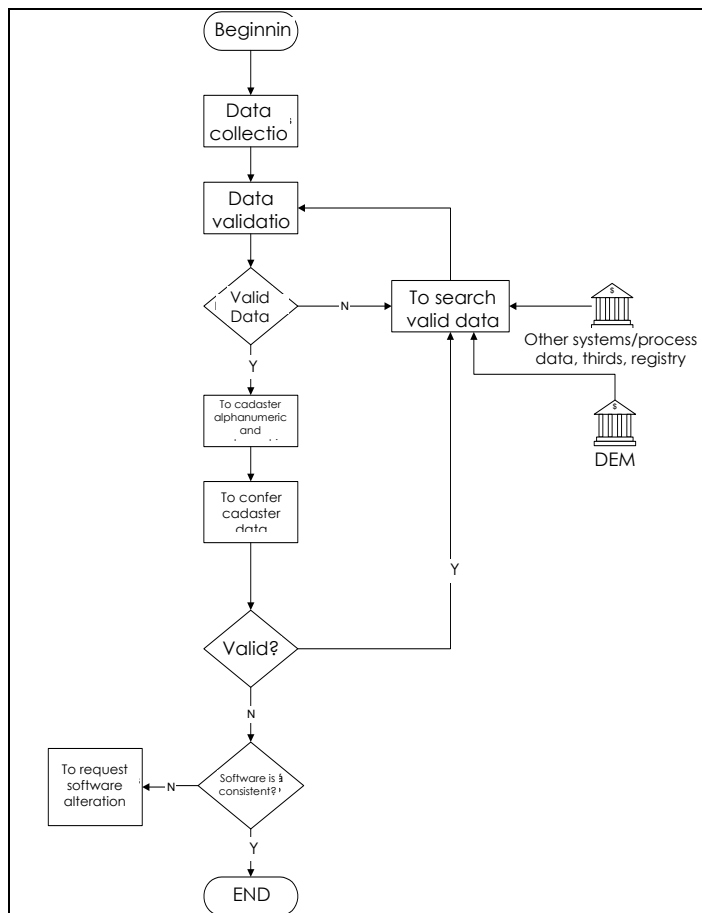 Beginnin
Data
collectio
Data
validatio
Valid
Data
N
To search
valid data
$
Other systems/process
data, thirds, registry
$
DEM
Y
To cadaster
alphanumeric
and
To confer
cadaster
data
Y
Valid?
N
To request
software
alteration
N
Software is
consistent?
Y
END